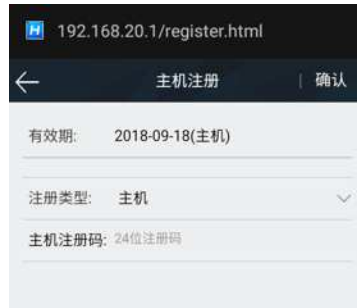 H 192.168.20.1/register.html
主机注册 | 确认
有效期: 2018-09-18(主机)
注册类型: 主机
主机注册码: 24位注册码